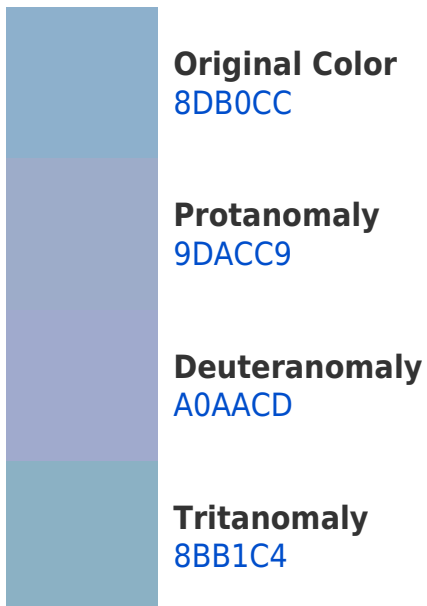 Original Color
8DB0CC
Protanomaly
9DACC9
Deuteranomaly
A0AACD
Tritanomaly
8BB1C4